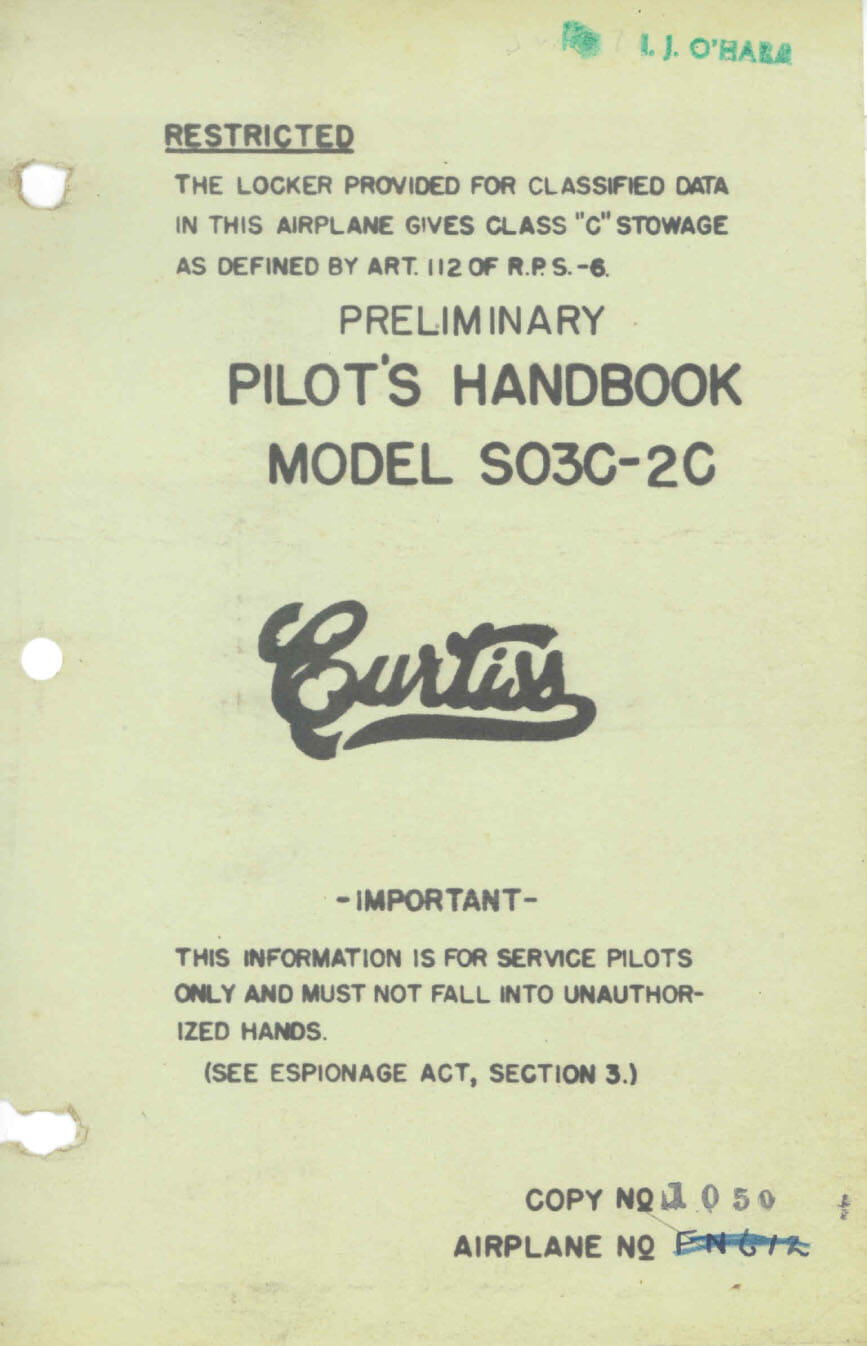 I. J. O'HARA
RESTRICTED
THE LOCKER PROVIDED FOR CLASSIFIED DATA
IN THIS AIRPLANE GIVES CLASS "C" STOWAGE
AS DEFINED BY ART. 112 OF R.P.S.-6.
PRELIMINARY
PILOT'S HANDBOOK
MODEL SO3C-2C
Curtiss
-IMPORTANT-
THIS INFORMATION IS FOR SERVICE PILOTS
ONLY AND MUST NOT FALL INTO UNAUTHOR-
IZED HANDS.
(SEE ESPIONAGE ACT, SECTION 3.)
COPY Nº 1050
AIRPLANE Nº FN612